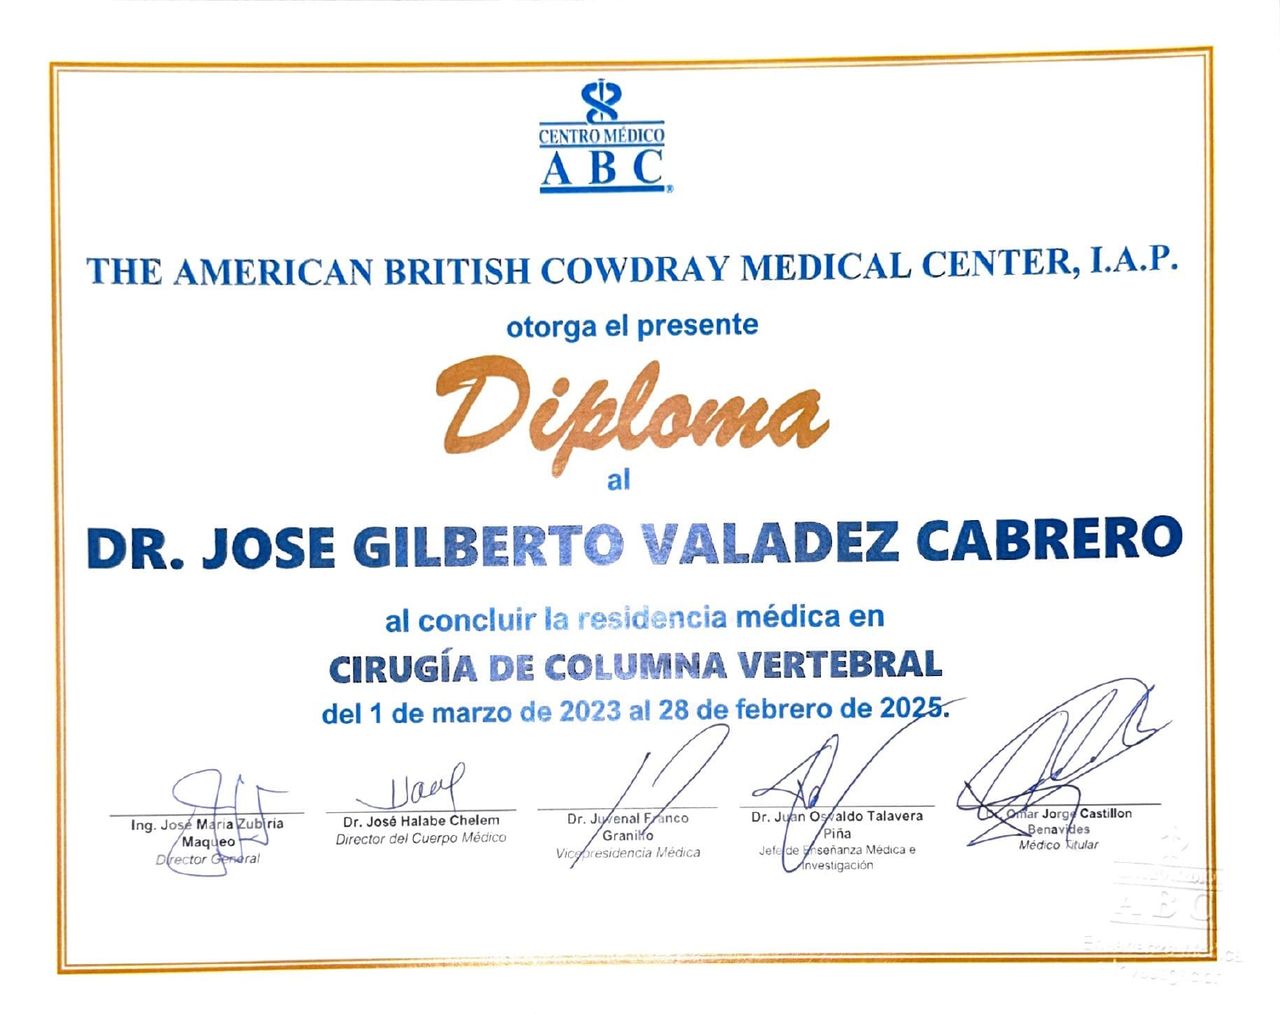 CENTRO MÉDICO
ABC®
THE AMERICAN BRITISH COWDRAY MEDICAL CENTER, I.A.P.
otorga el presente
Diploma
al
DR. JOSE GILBERTO VALADEZ CABRERO
al concluir la residencia médica en
CIRUGÍA DE COLUMNA VERTEBRAL
del 1 de marzo de 2023 al 28 de febrero de 2025.
Ing. José Maria Zubiria
Maqueo
Director General
Dr. José Halabe Chelem
Director del Cuerpo Médico
Dr. Juvenal Franco
Granillo
Vicepresidencia Médica
Dr. Juan Osvaldo Talavera
Piña
Jefe de Enseñanza Médica e
Investigación
Dr. Omar Jorge Castillon
Benavides
Médico Titular
ABC